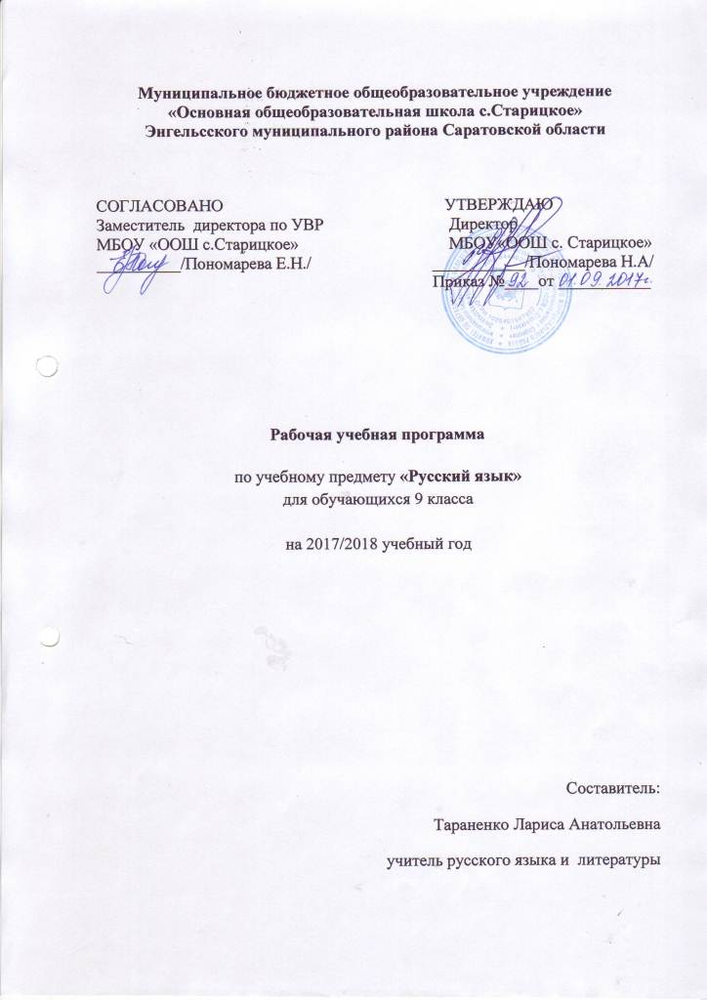 Муниципальное бюджетное общеобразовательное учреждение
«Основная общеобразовательная школа с.Старицкое»
Энгельсского муниципального района Саратовской области
СОГЛАСОВАНО
Заместитель директора по УВР
МБОУ «ООШ с.Старицкое»
___________/Пономарева Е.Н./
УТВЕРЖДАЮ
Директор
МБОУ«ООШ с. Старицкое»
____________/Пономарева Н.А/
Приказ № 92 от 01.09.2017г.
Рабочая учебная программа
по учебному предмету «Русский язык»
для обучающихся 9 класса
на 2017/2018 учебный год
Составитель:
Тараненко Лариса Анатольевна
учитель русского языка и литературы